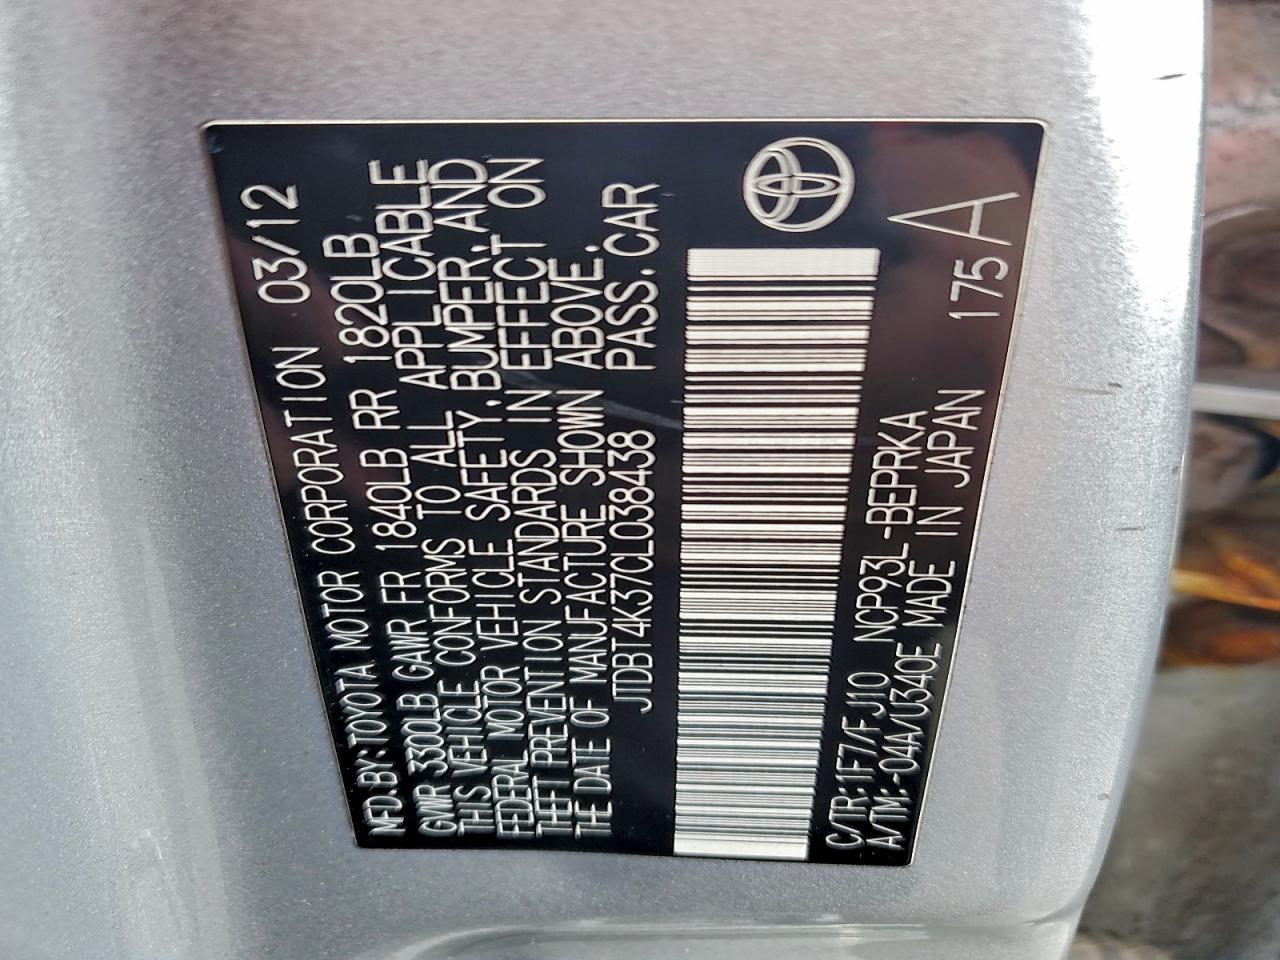 MFD.BY:TOYOTA MOTOR CORPORATION 03/12
GVWR 3300LB GAWR FR 1840LB RR 1820LB
THIS VEHICLE CONFORMS TO ALL APPLICABLE
FEDERAL MOTOR VEHICLE SAFETY,BUMPER,AND
THEFT PREVENTION STANDARDS IN EFFECT ON
THE DATE OF MANUFACTURE SHOWN ABOVE.
JTDBT4K37CL038438 PASS.CAR
C/TR:1F7/FJ10 NCP93L-BEPRKA
A/TM:-04A/U340E MADE IN JAPAN 175A